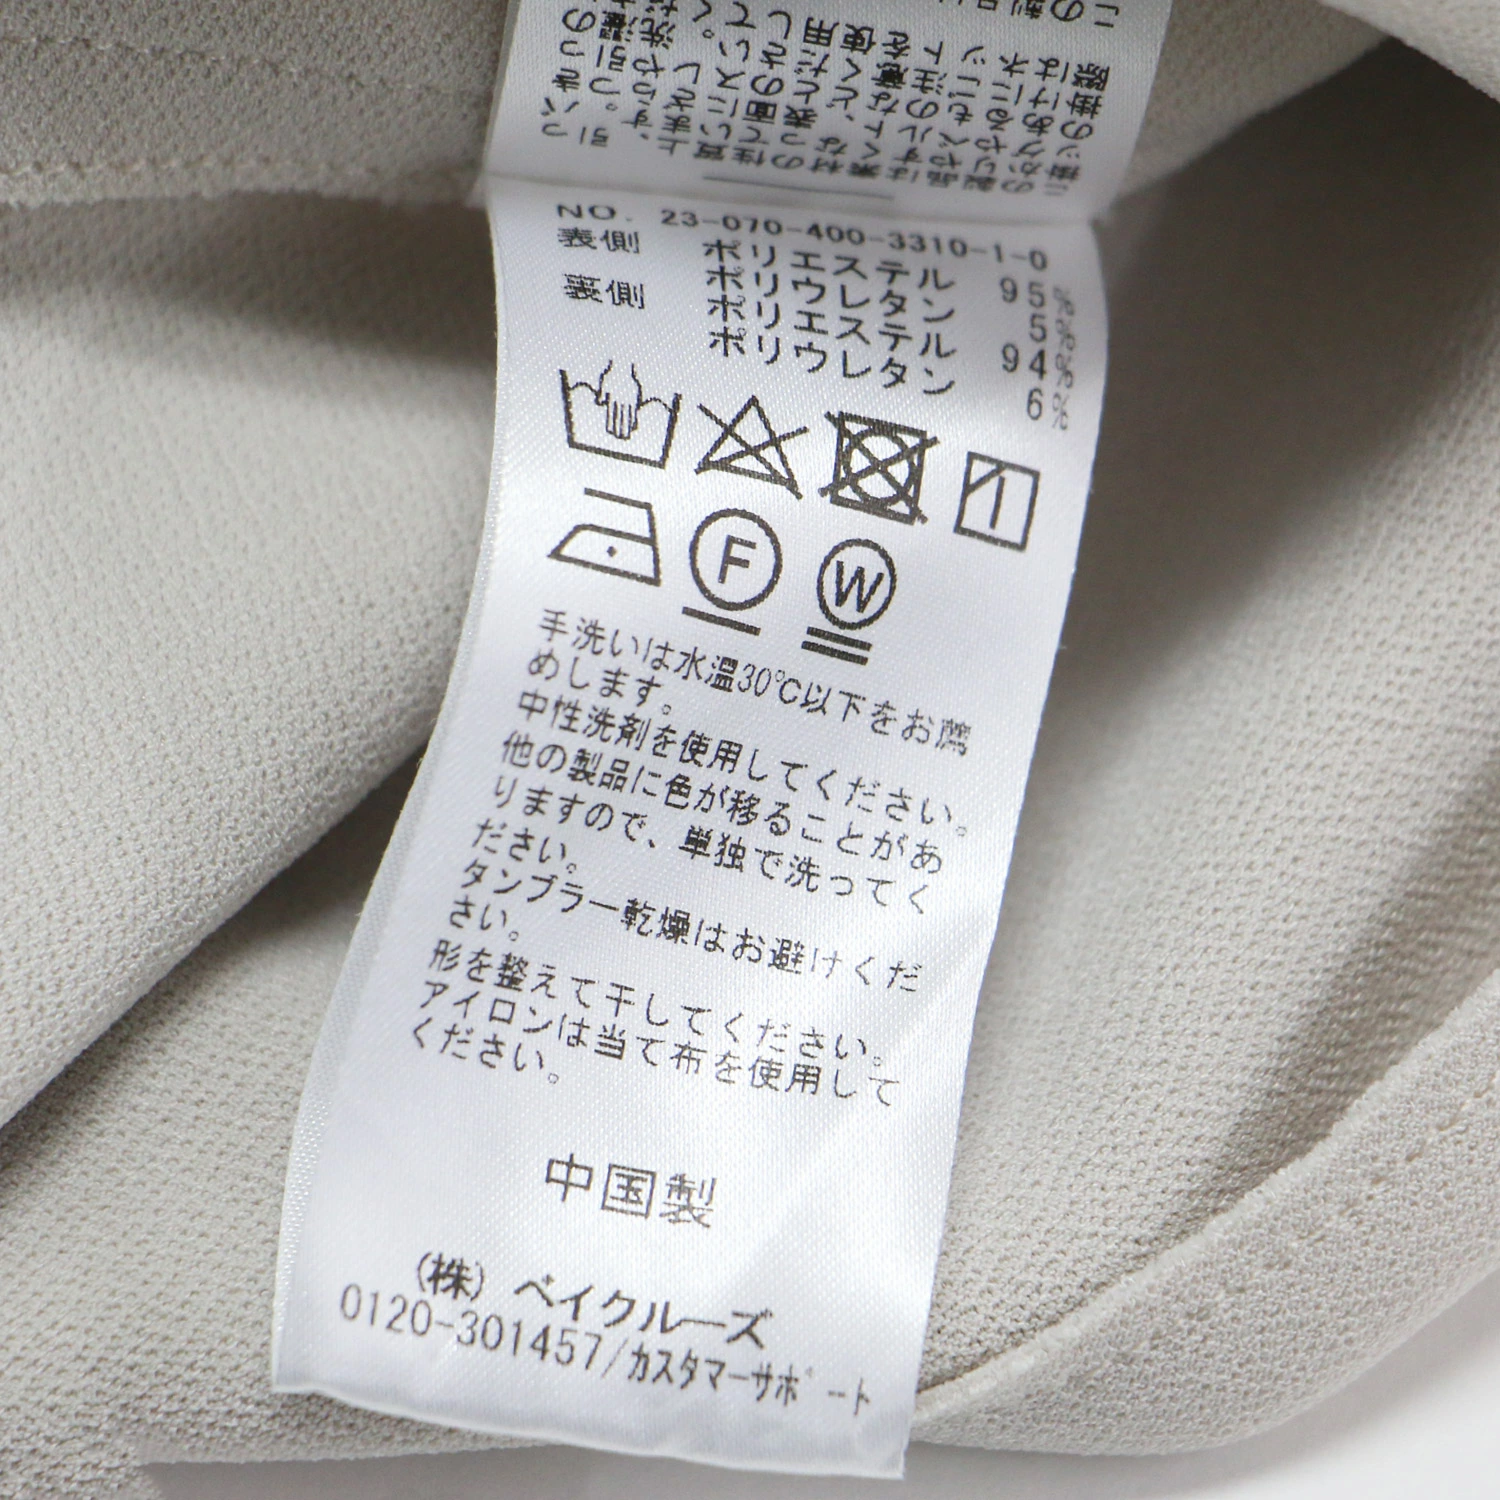 NO. 23-070-400-3310-1-0
表側 ポリエステル 95%
ポリウレタン 5%
裏側 ポリエステル 94%
ポリウレタン 6%
F
W
手洗いは水温30℃以下をお薦
めします。
中性洗剤を使用してください。
他の製品に色が移ることがあ
りますので、単独で洗ってく
ださい。
タンブラー乾燥はお避けくだ
さい。
形を整えて干してください。
アイロンは当て布を使用して
ください。
中国製
(株) ベイクルーズ
0120-301457/カスタマーサポート